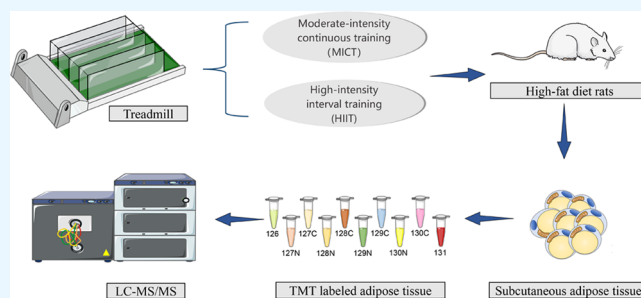 Moderate-intensity
continuous training
(MICT)
Treadmill
High-intensity
interval training
(HIIT)
High-fat diet rats
126 127C 128C 129C 130C
127N 128N 129N 130N 131
LC-MS/MS
TMT labeled adipose tissue
Subcutaneous adipose tissue